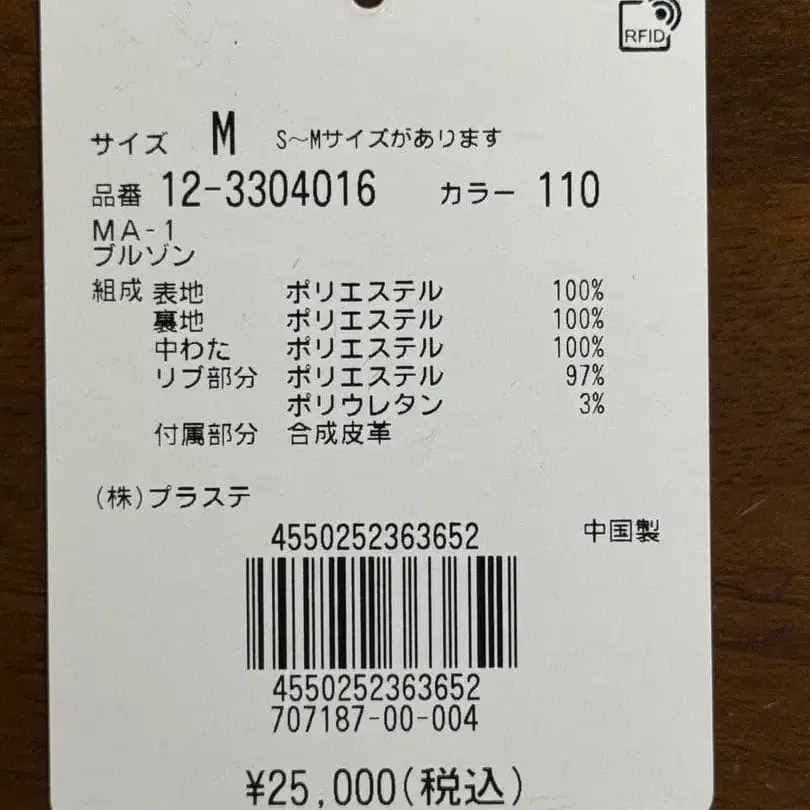 RFID
サイズ M S～Mサイズがあります
品番 12-3304016 カラー 110
MA-1
ブルゾン
組成 表地 ポリエステル 100%
裏地 ポリエステル 100%
中わた ポリエステル 100%
リブ部分 ポリエステル 97%
ポリウレタン 3%
付属部分 合成皮革
(株)プラステ
4550252363652 中国製
4550252363652
707187-00-004
¥25,000(税込)